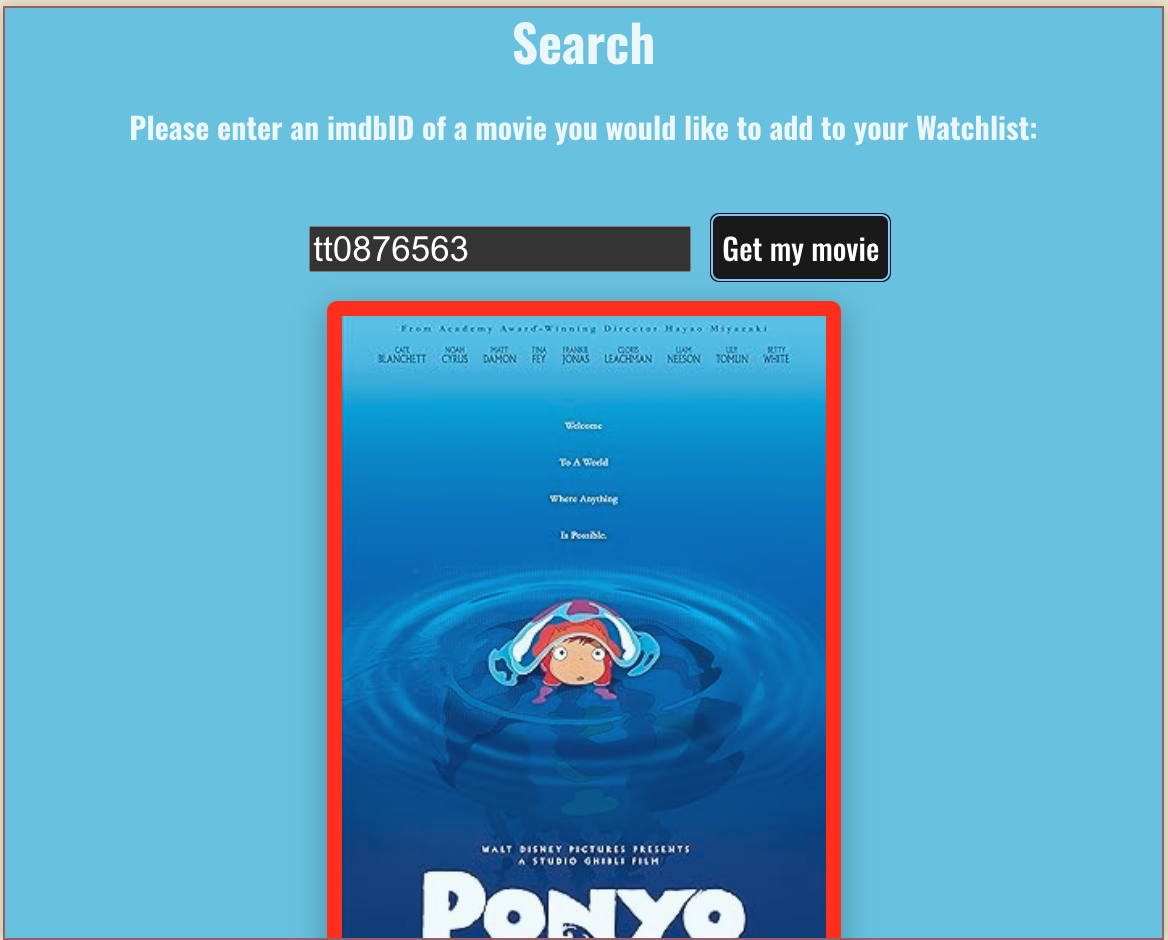 Search
Please enter an imdbID of a movie you would like to add to your Watchlist:
tt0876563 Get my movie
From Academy Award-Winning Director Hayao Miyazaki
CATE BLANCHETT NOAH CYRUS MATT DAMON TINA FEY FRANKIE JONAS CLORIS LEACHMAN LIAM NEESON LILY TOMLIN BETTY WHITE
Welcome
To A World
Where Anything
Is Possible.
WALT DISNEY PICTURES PRESENTS
A STUDIO GHIBLI FILM
PONYO